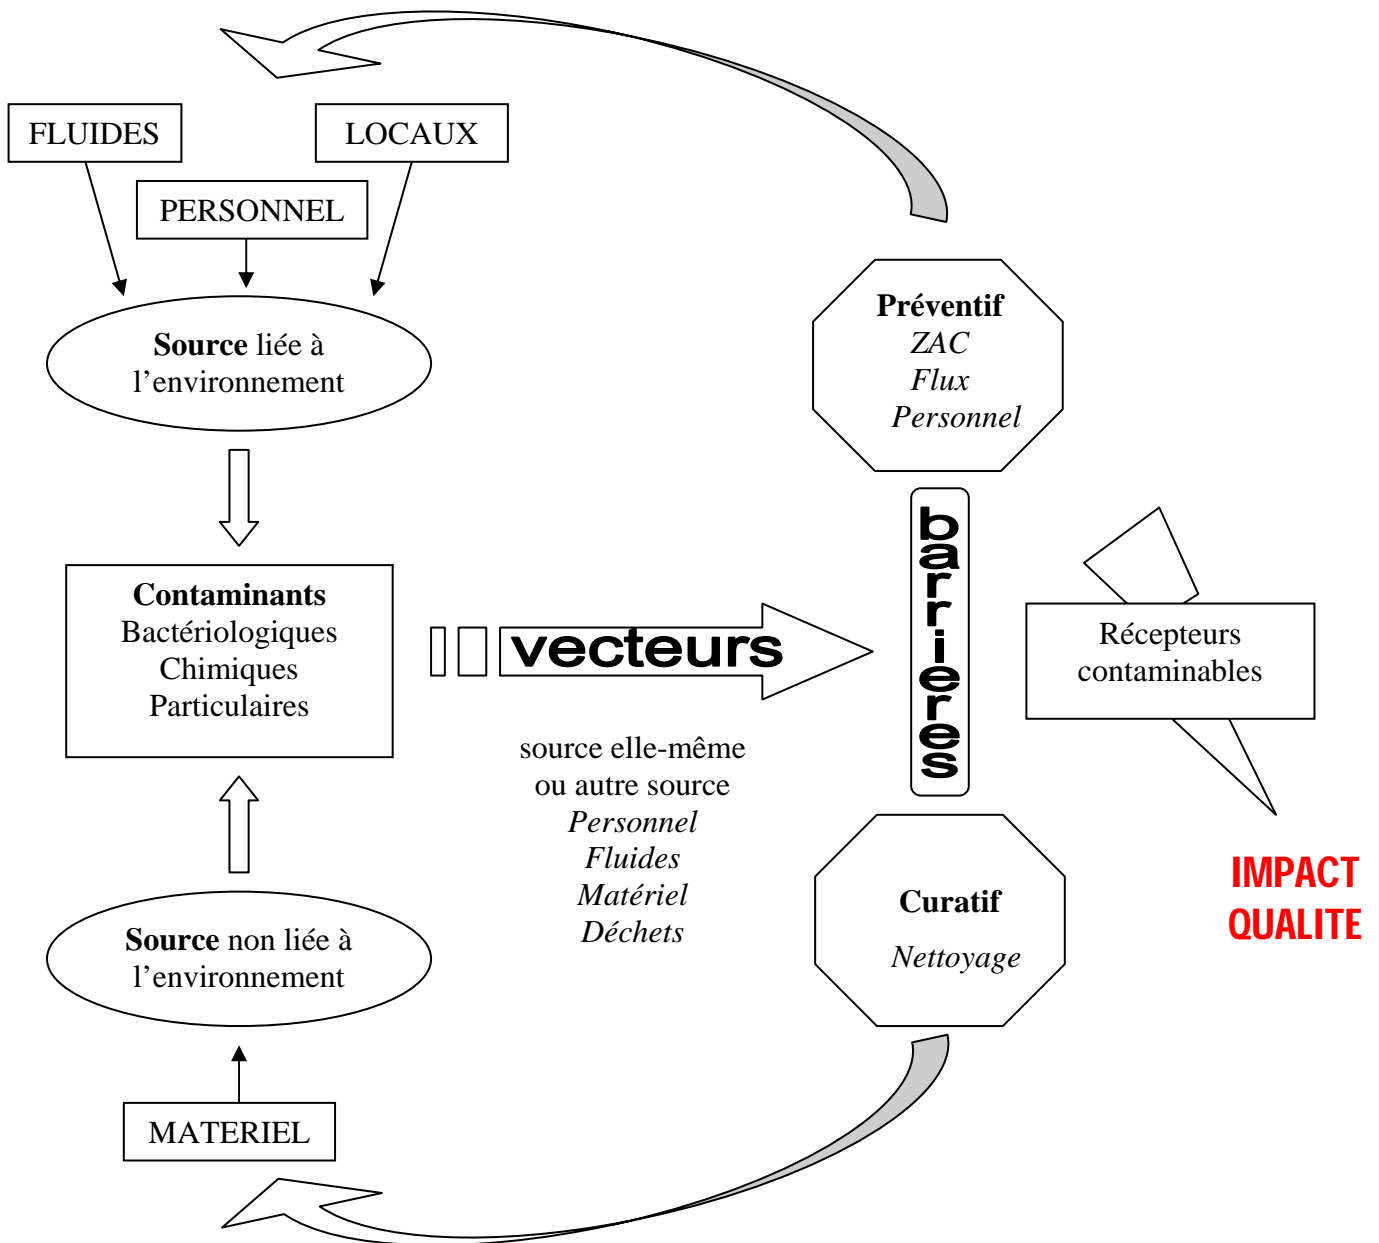 FLUIDES
LOCAUX
PERSONNEL
Source liée à
l’environnement
Préventif
ZAC
Flux
Personnel
Contaminants
Bactériologiques
Chimiques
Particulaires
vecteurs
source elle-même
ou autre source
Personnel
Fluides
Matériel
Déchets
barrieres
Récepteurs
contaminables
IMPACT
QUALITE
Source non liée à
l’environnement
MATERIEL
Curatif
Nettoyage